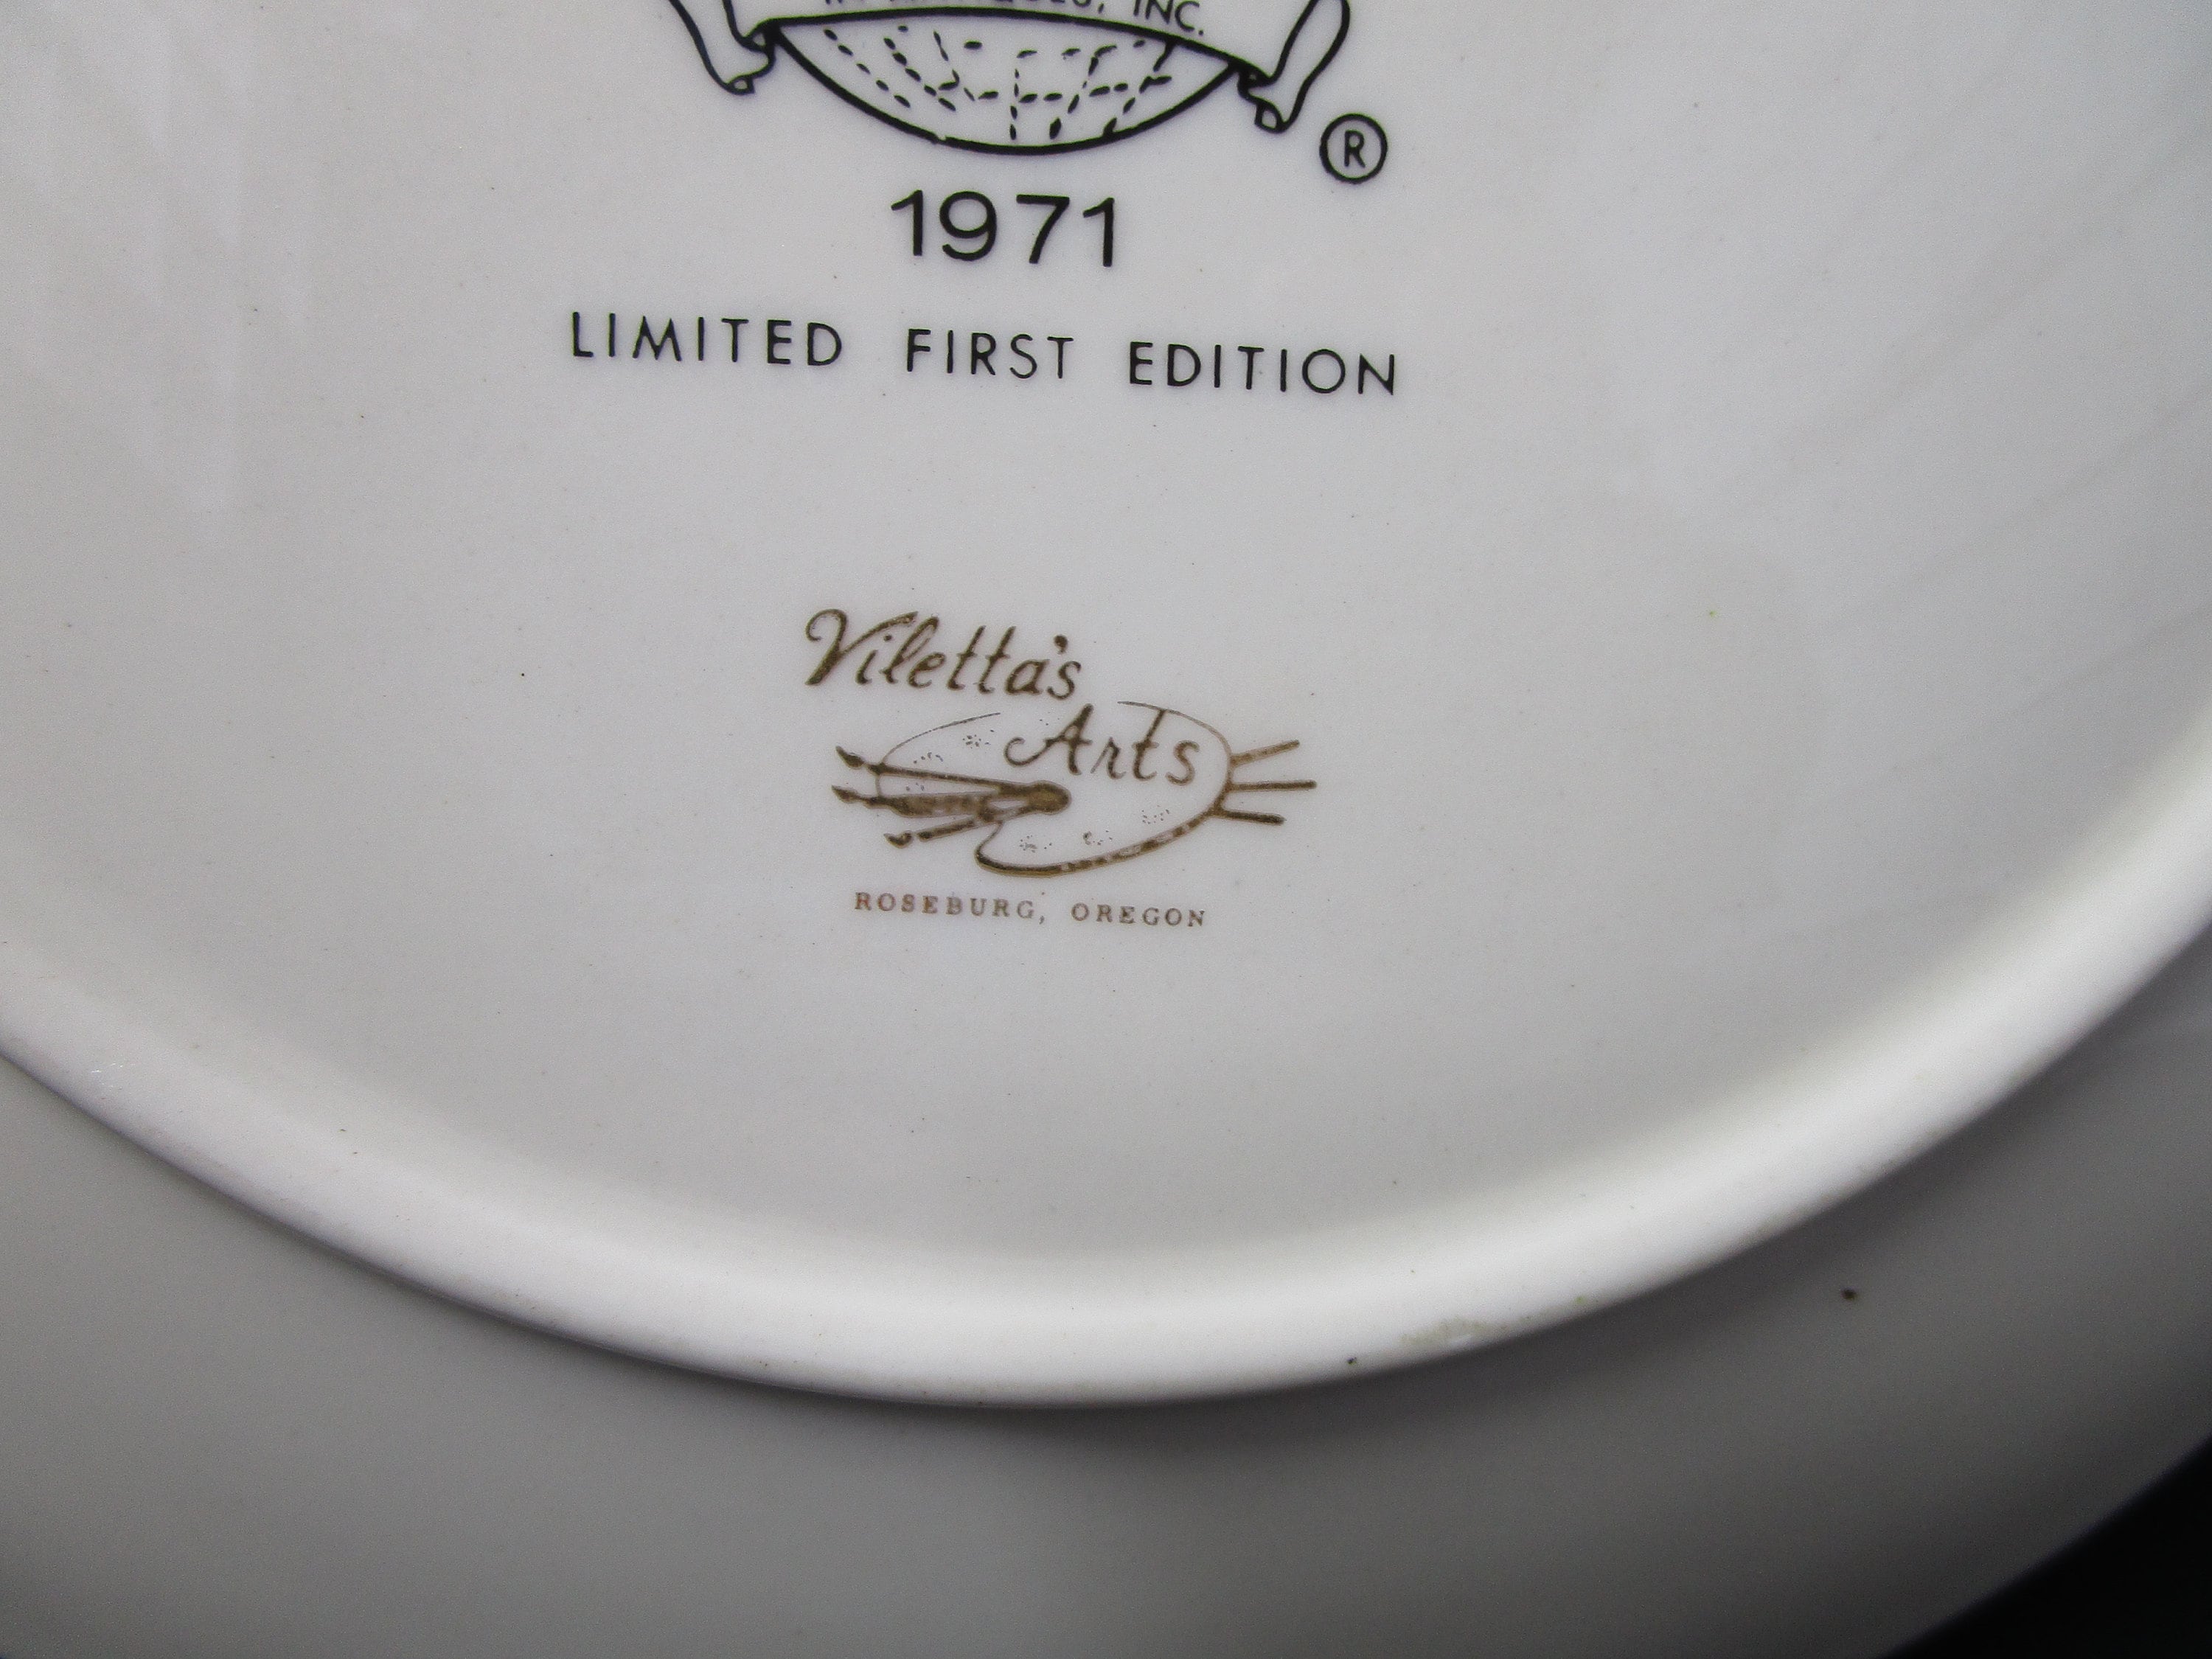 INC.
®
1971
LIMITED FIRST EDITION
Viletta's
Arts
ROSEBURG, OREGON